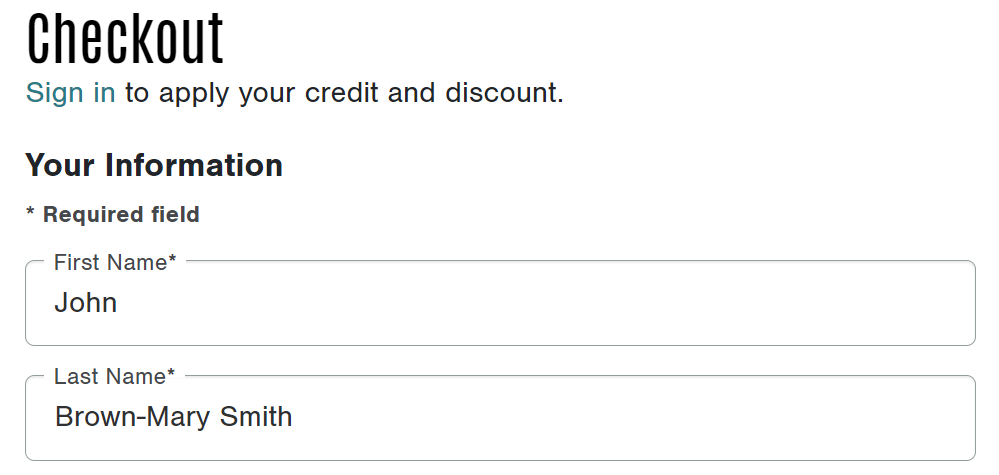 Checkout
Sign in to apply your credit and discount.
Your Information
* Required field
First Name*
John
Last Name*
Brown-Mary Smith